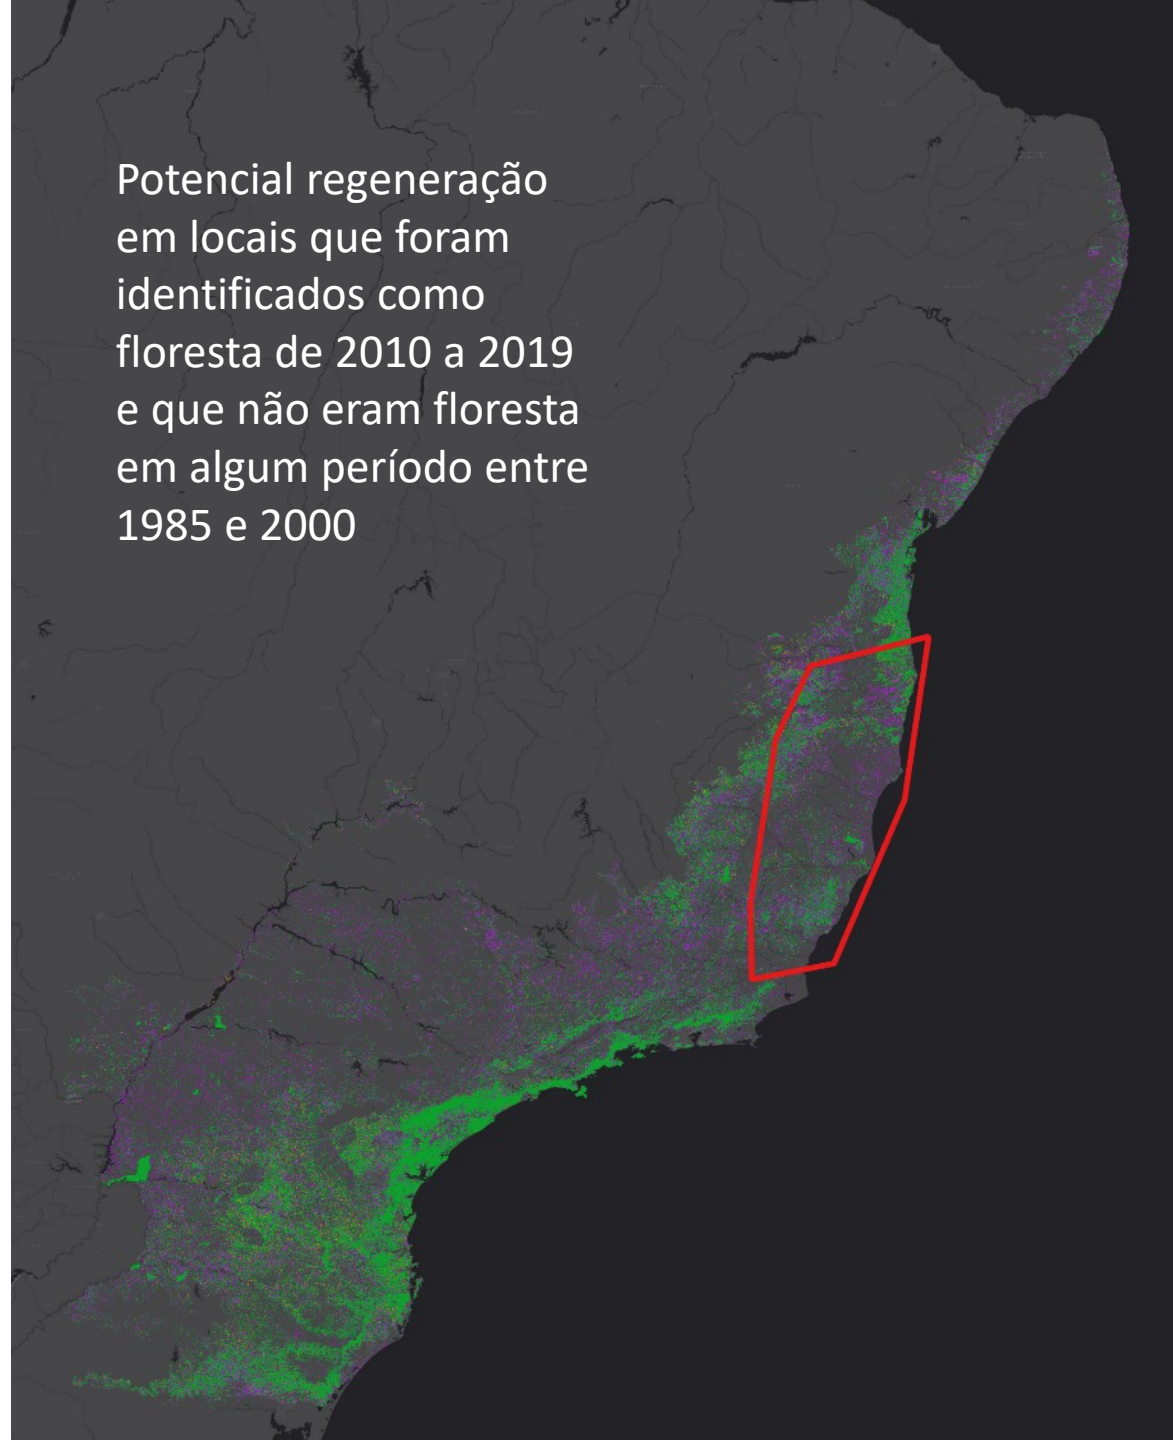 Potencial regeneração
em locais que foram
identificados como
floresta de 2010 a 2019
e que não eram floresta
em algum período entre
1985 e 2000